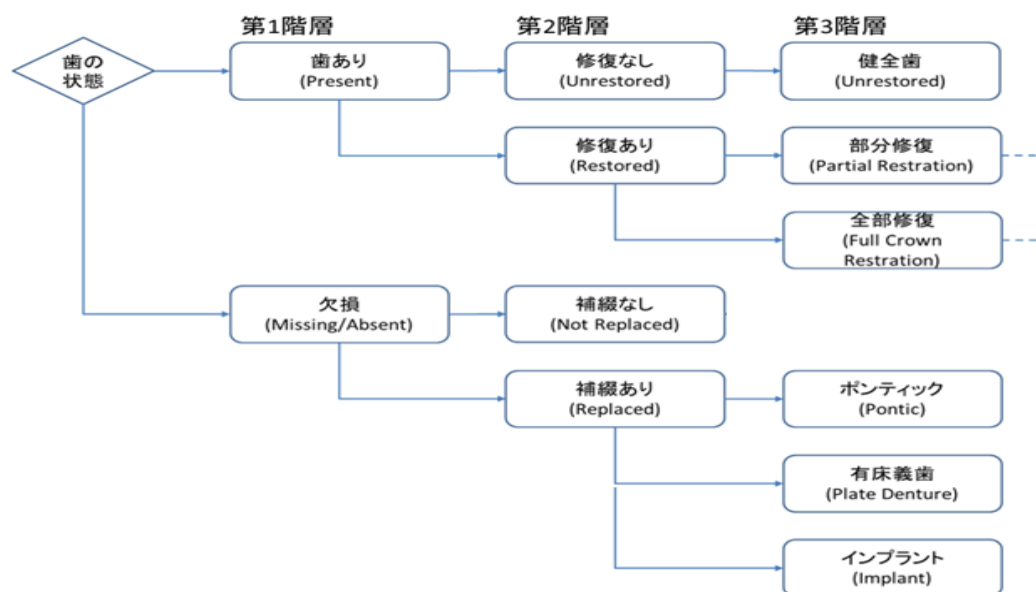 第1階層
第2階層
第3階層
歯の
状態
歯あり
(Present)
修復なし
(Unrestored)
健全歯
(Unrestored)
修復あり
(Restored)
部分修復
(Partial Restration)
全部修復
(Full Crown
Restration)
欠損
(Missing/Absent)
補綴なし
(Not Replaced)
補綴あり
(Replaced)
ポンティック
(Pontic)
有床義歯
(Plate Denture)
インプラント
(Implant)